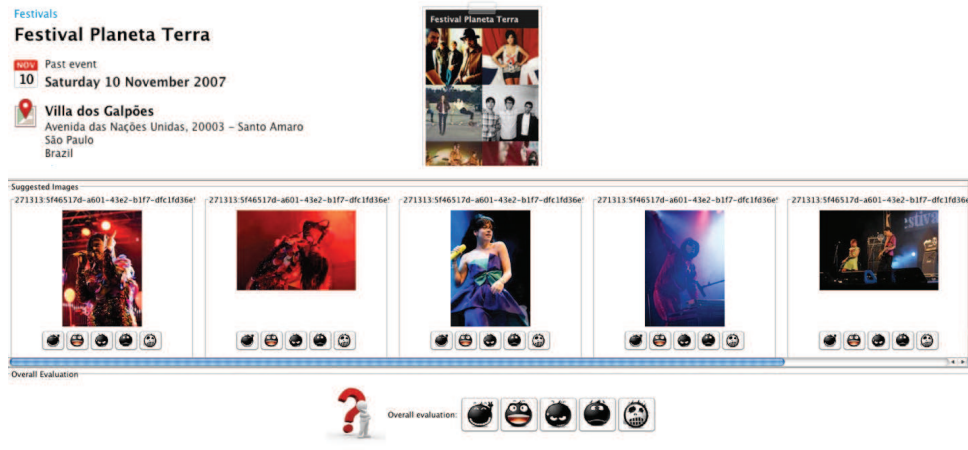 Festivals
Festival Planeta Terra
NOV
10
Past event
Saturday 10 November 2007
Villa dos Galpões
Avenida das Nações Unidas, 20003 – Santo Amaro
São Paulo
Brazil
Festival Planeta Terra
Suggested Images
271313:5f46517d-a601-43e2-b1f7-dfc1fd36e
271313:5f46517d-a601-43e2-b1f7-dfc1fd36e
271313:5f46517d-a601-43e2-b1f7-dfc1fd36e
271313:5f46517d-a601-43e2-b1f7-dfc1fd36e
271313:5f46517d-a601-43e2-b1f7-dfc1fd36e
Overall Evaluation
Overall evaluation: